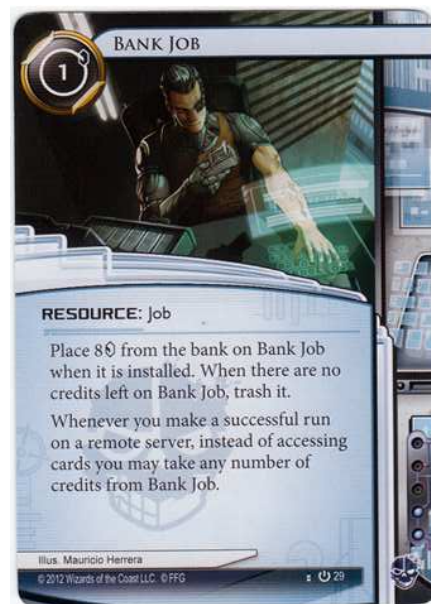 BANK JOB
1
RESOURCE: Job
Place 8 from the bank on Bank Job
when it is installed. When there are no
credits left on Bank Job, trash it.
Whenever you make a successful run
on a remote server, instead of accessing
cards you may take any number of
credits from Bank Job.
Illus. Mauricio Herrera
© 2012 Wizards of the Coast LLC. © FFG
29